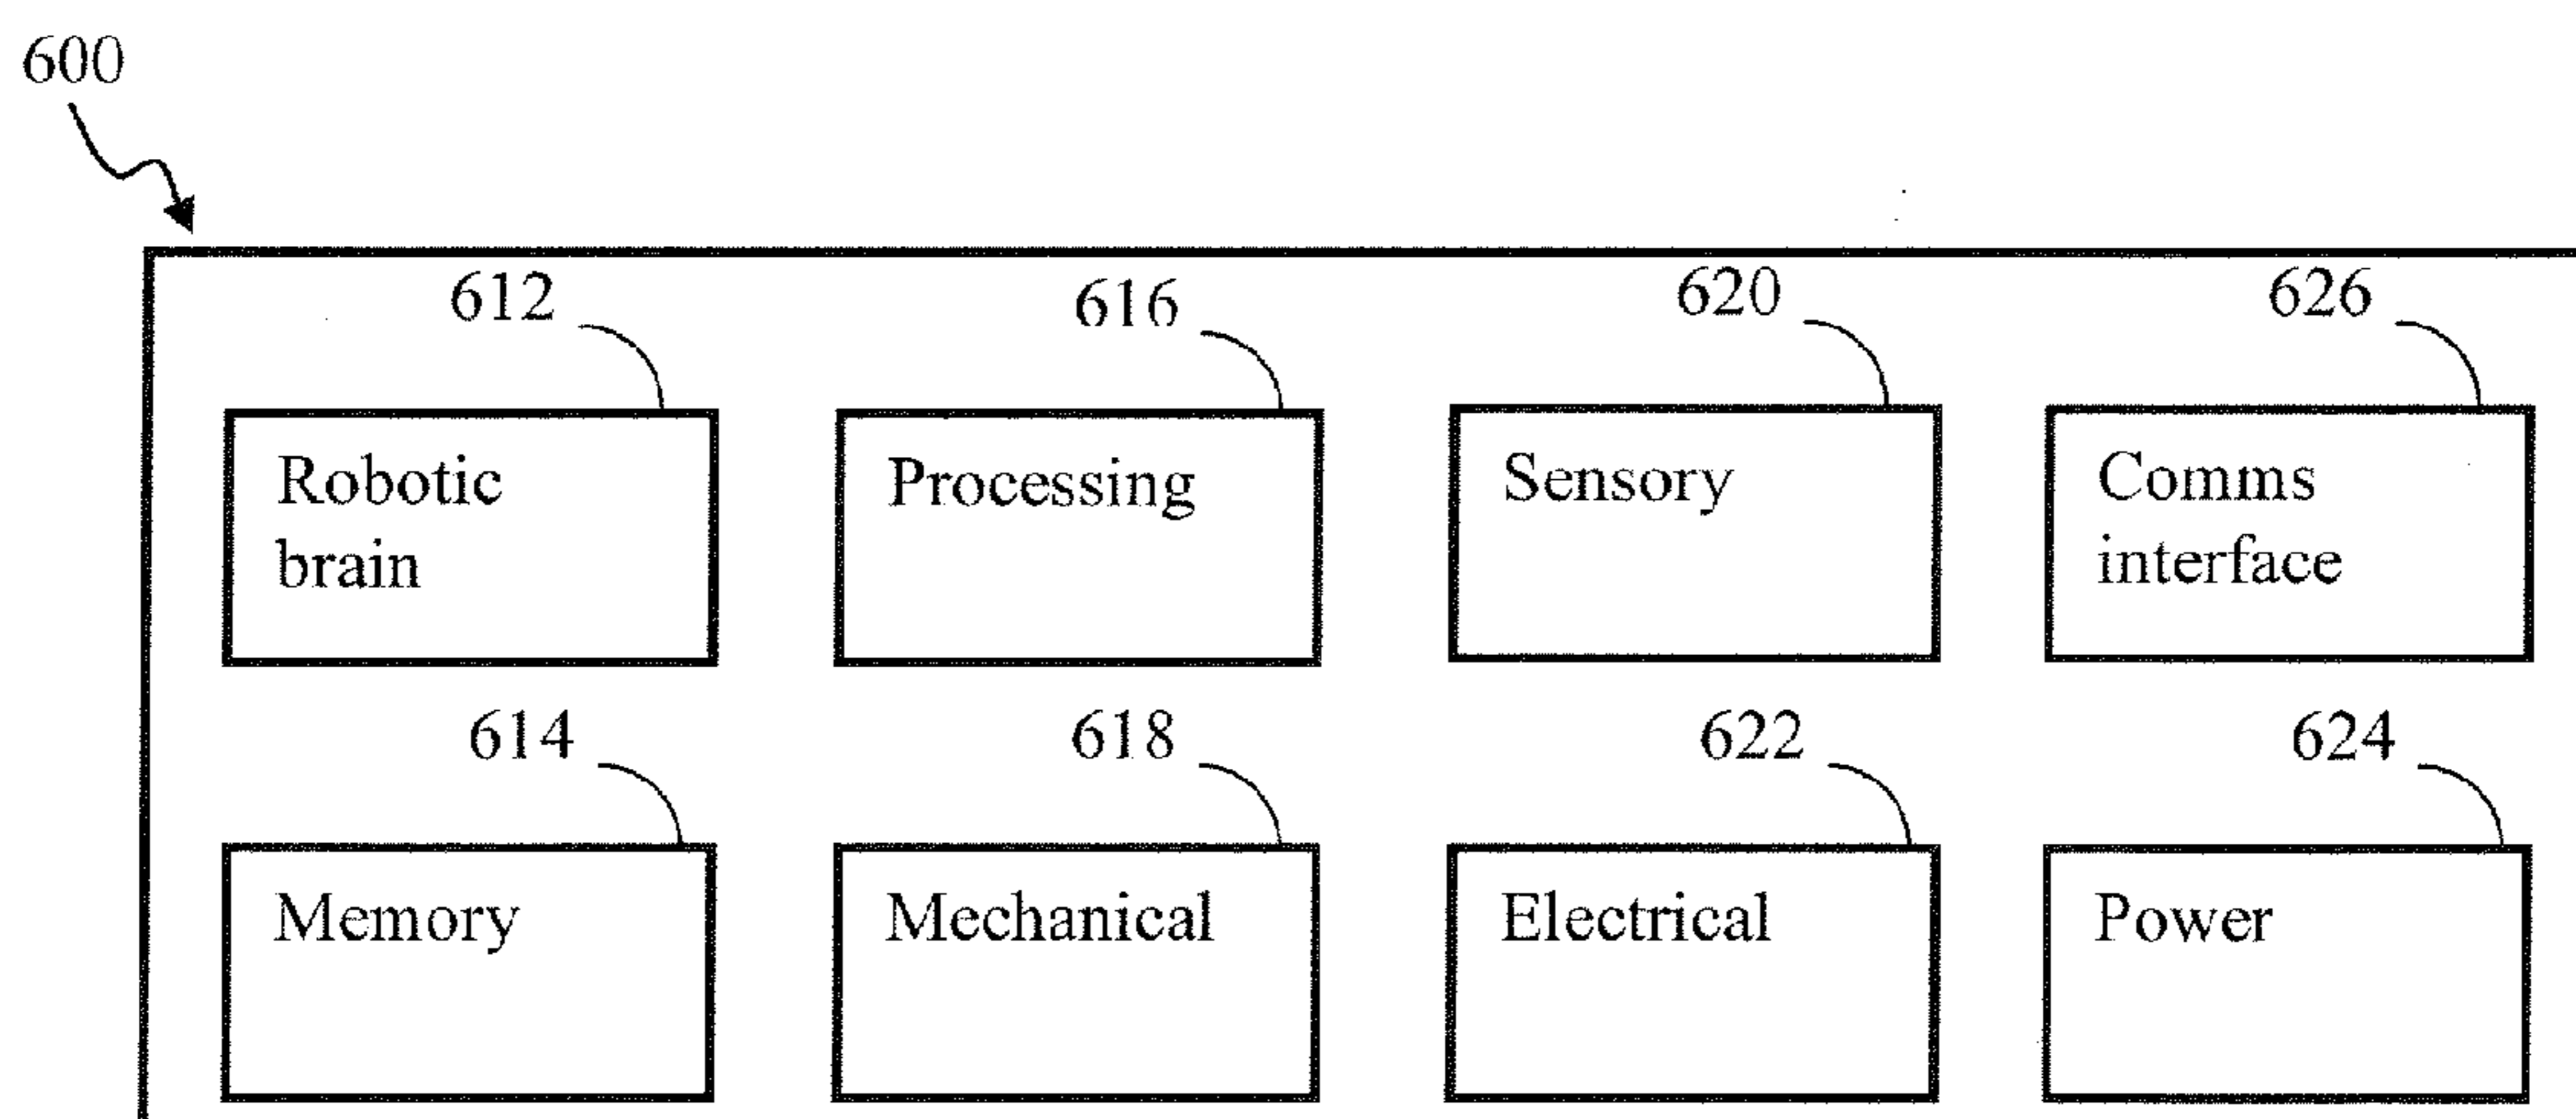 600
612
616
620
626
Robotic
brain
Processing
Sensory
Comms
interface
614
618
622
624
Memory
Mechanical
Electrical
Power